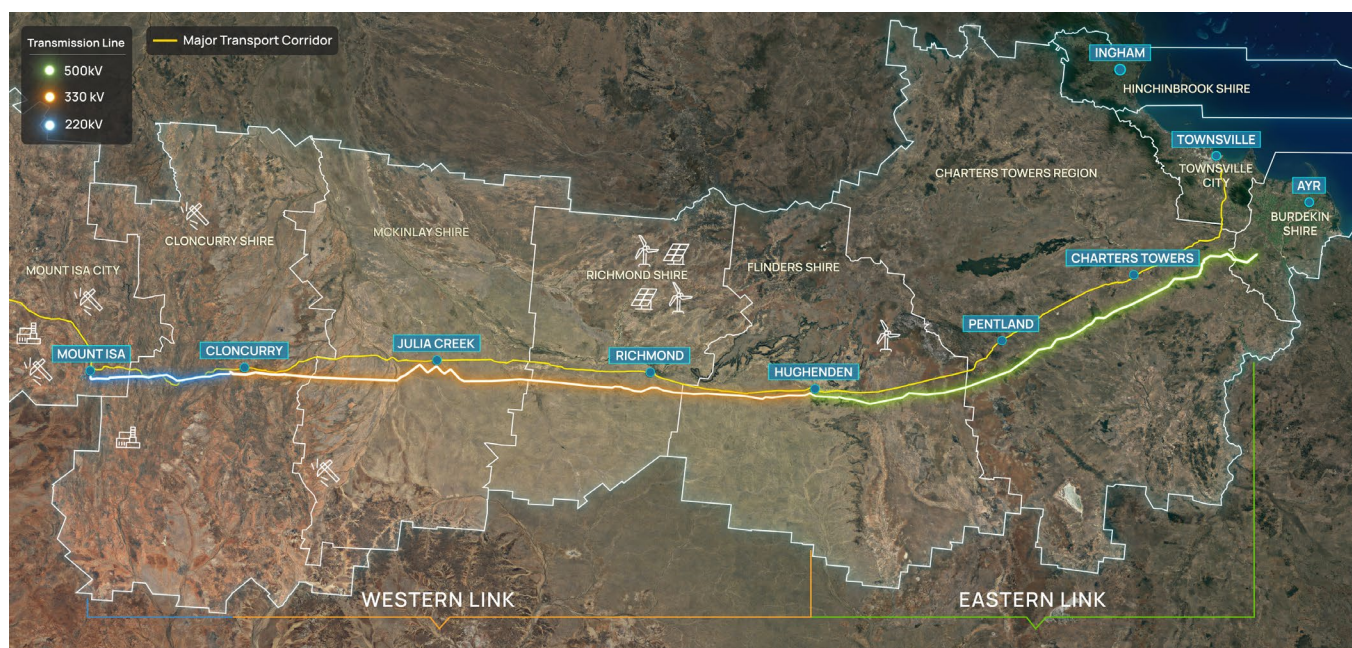 Transmission Line
500kV
330 kV
220kV
Major Transport Corridor
INGHAM
HINCHINBROOK SHIRE
TOWNSVILLE
TOWNSVILLE
CITY
AYR
BURDEKIN
SHIRE
CHARTERS TOWERS REGION
CLONCURRY SHIRE
MCKINLAY SHIRE
MOUNT ISA CITY
RICHMOND SHIRE
FLINDERS SHIRE
CHARTERS TOWERS
PENTLAND
MOUNT ISA
CLONCURRY
JULIA CREEK
RICHMOND
HUGHENDEN
WESTERN LINK
EASTERN LINK